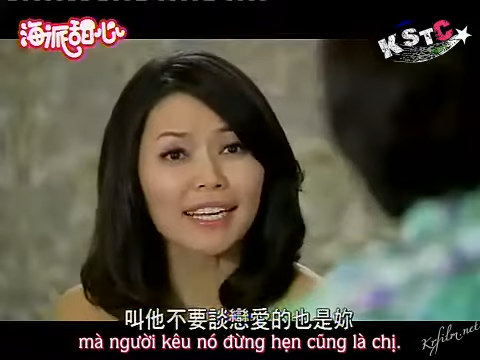 海派甜心
KSTC
叫他不要談戀愛的也是妳
mà người kêu nó đừng hẹn cũng là chị.
Krfilm.net